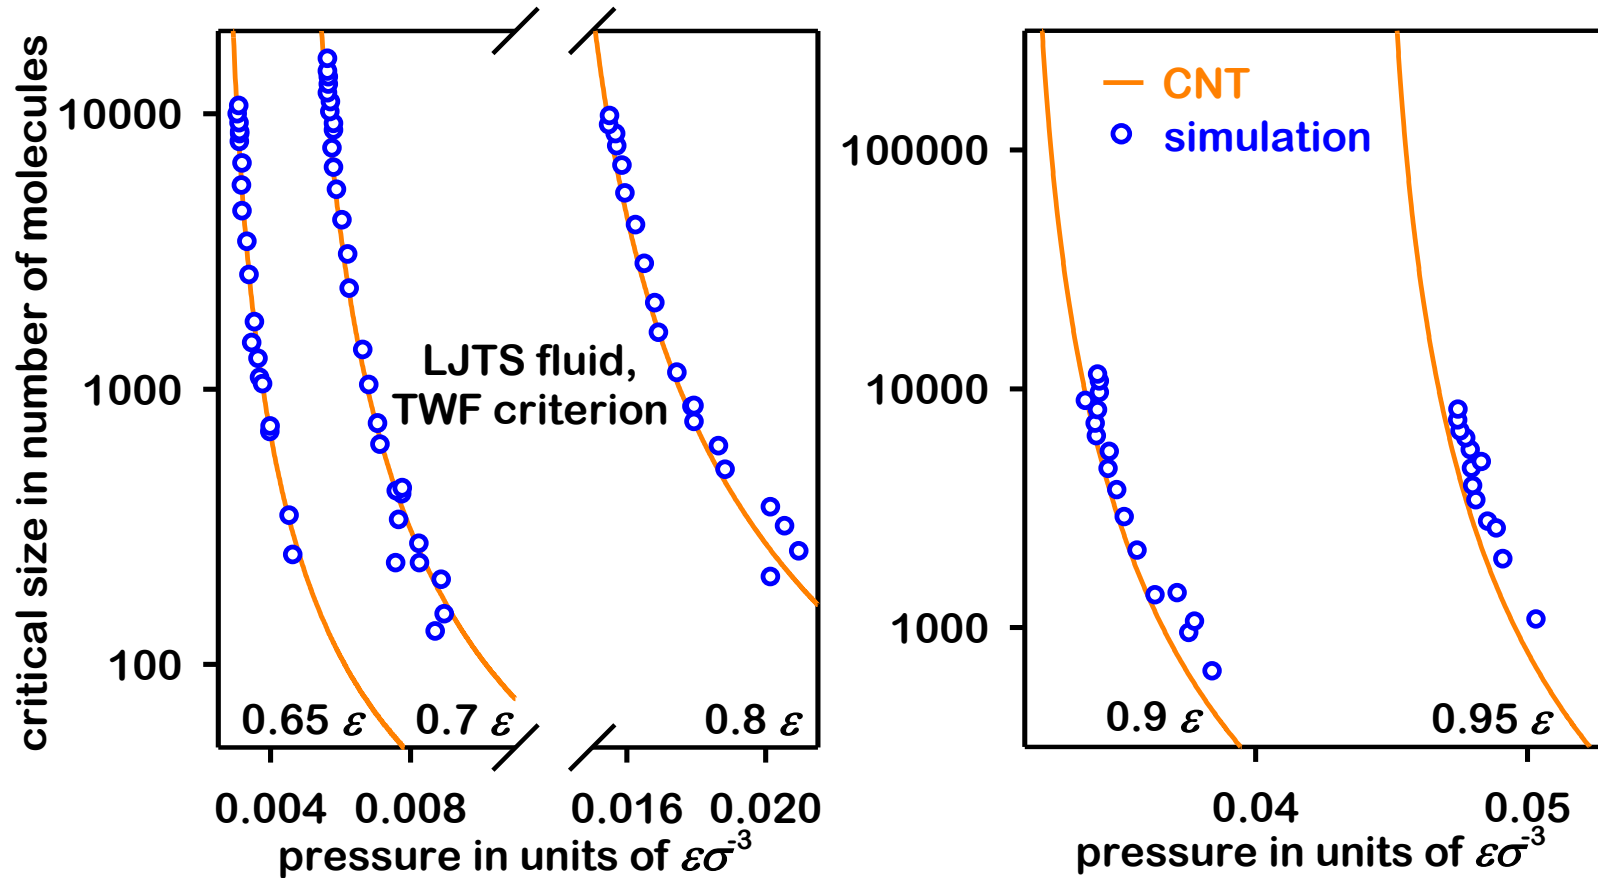 critical size in number of molecules
10000
1000
100
LJTS fluid,
TWF criterion
0.65 ε
0.7 ε
0.8 ε
0.004
0.008
0.016
0.020
pressure in units of εσ⁻³
CNT
simulation
100000
10000
1000
0.9 ε
0.95 ε
0.04
0.05
pressure in units of εσ⁻³